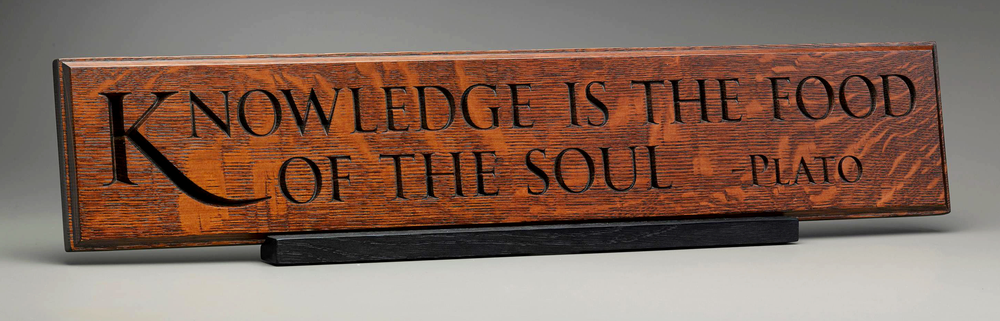 KNOWLEDGE IS THE FOOD
OF THE SOUL -PLATO